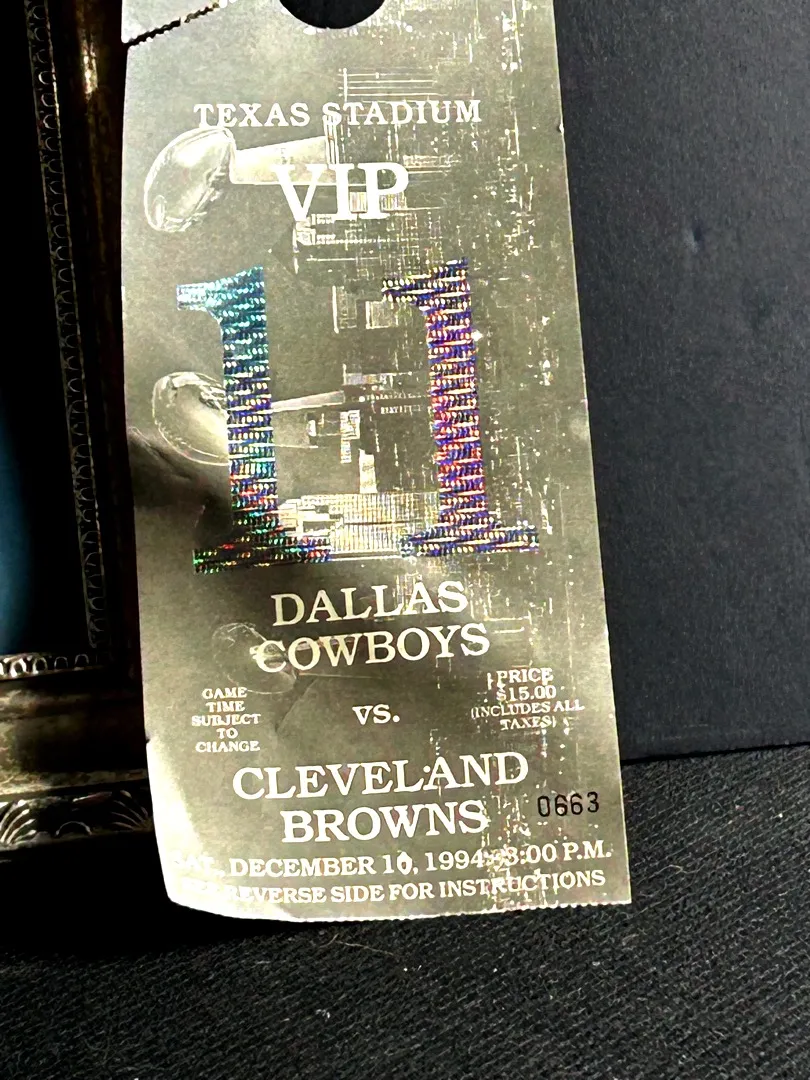 TEXAS STADIUM
VIP
11
DALLAS
COWBOYS
GAME
TIME
SUBJECT
TO
CHANGE
VS.
PRICE
$15.00
(INCLUDES ALL
TAXES)
CLEVELAND
BROWNS
0663
SAT., DECEMBER 10, 1994 3:00 P.M.
REVERSE SIDE FOR INSTRUCTIONS